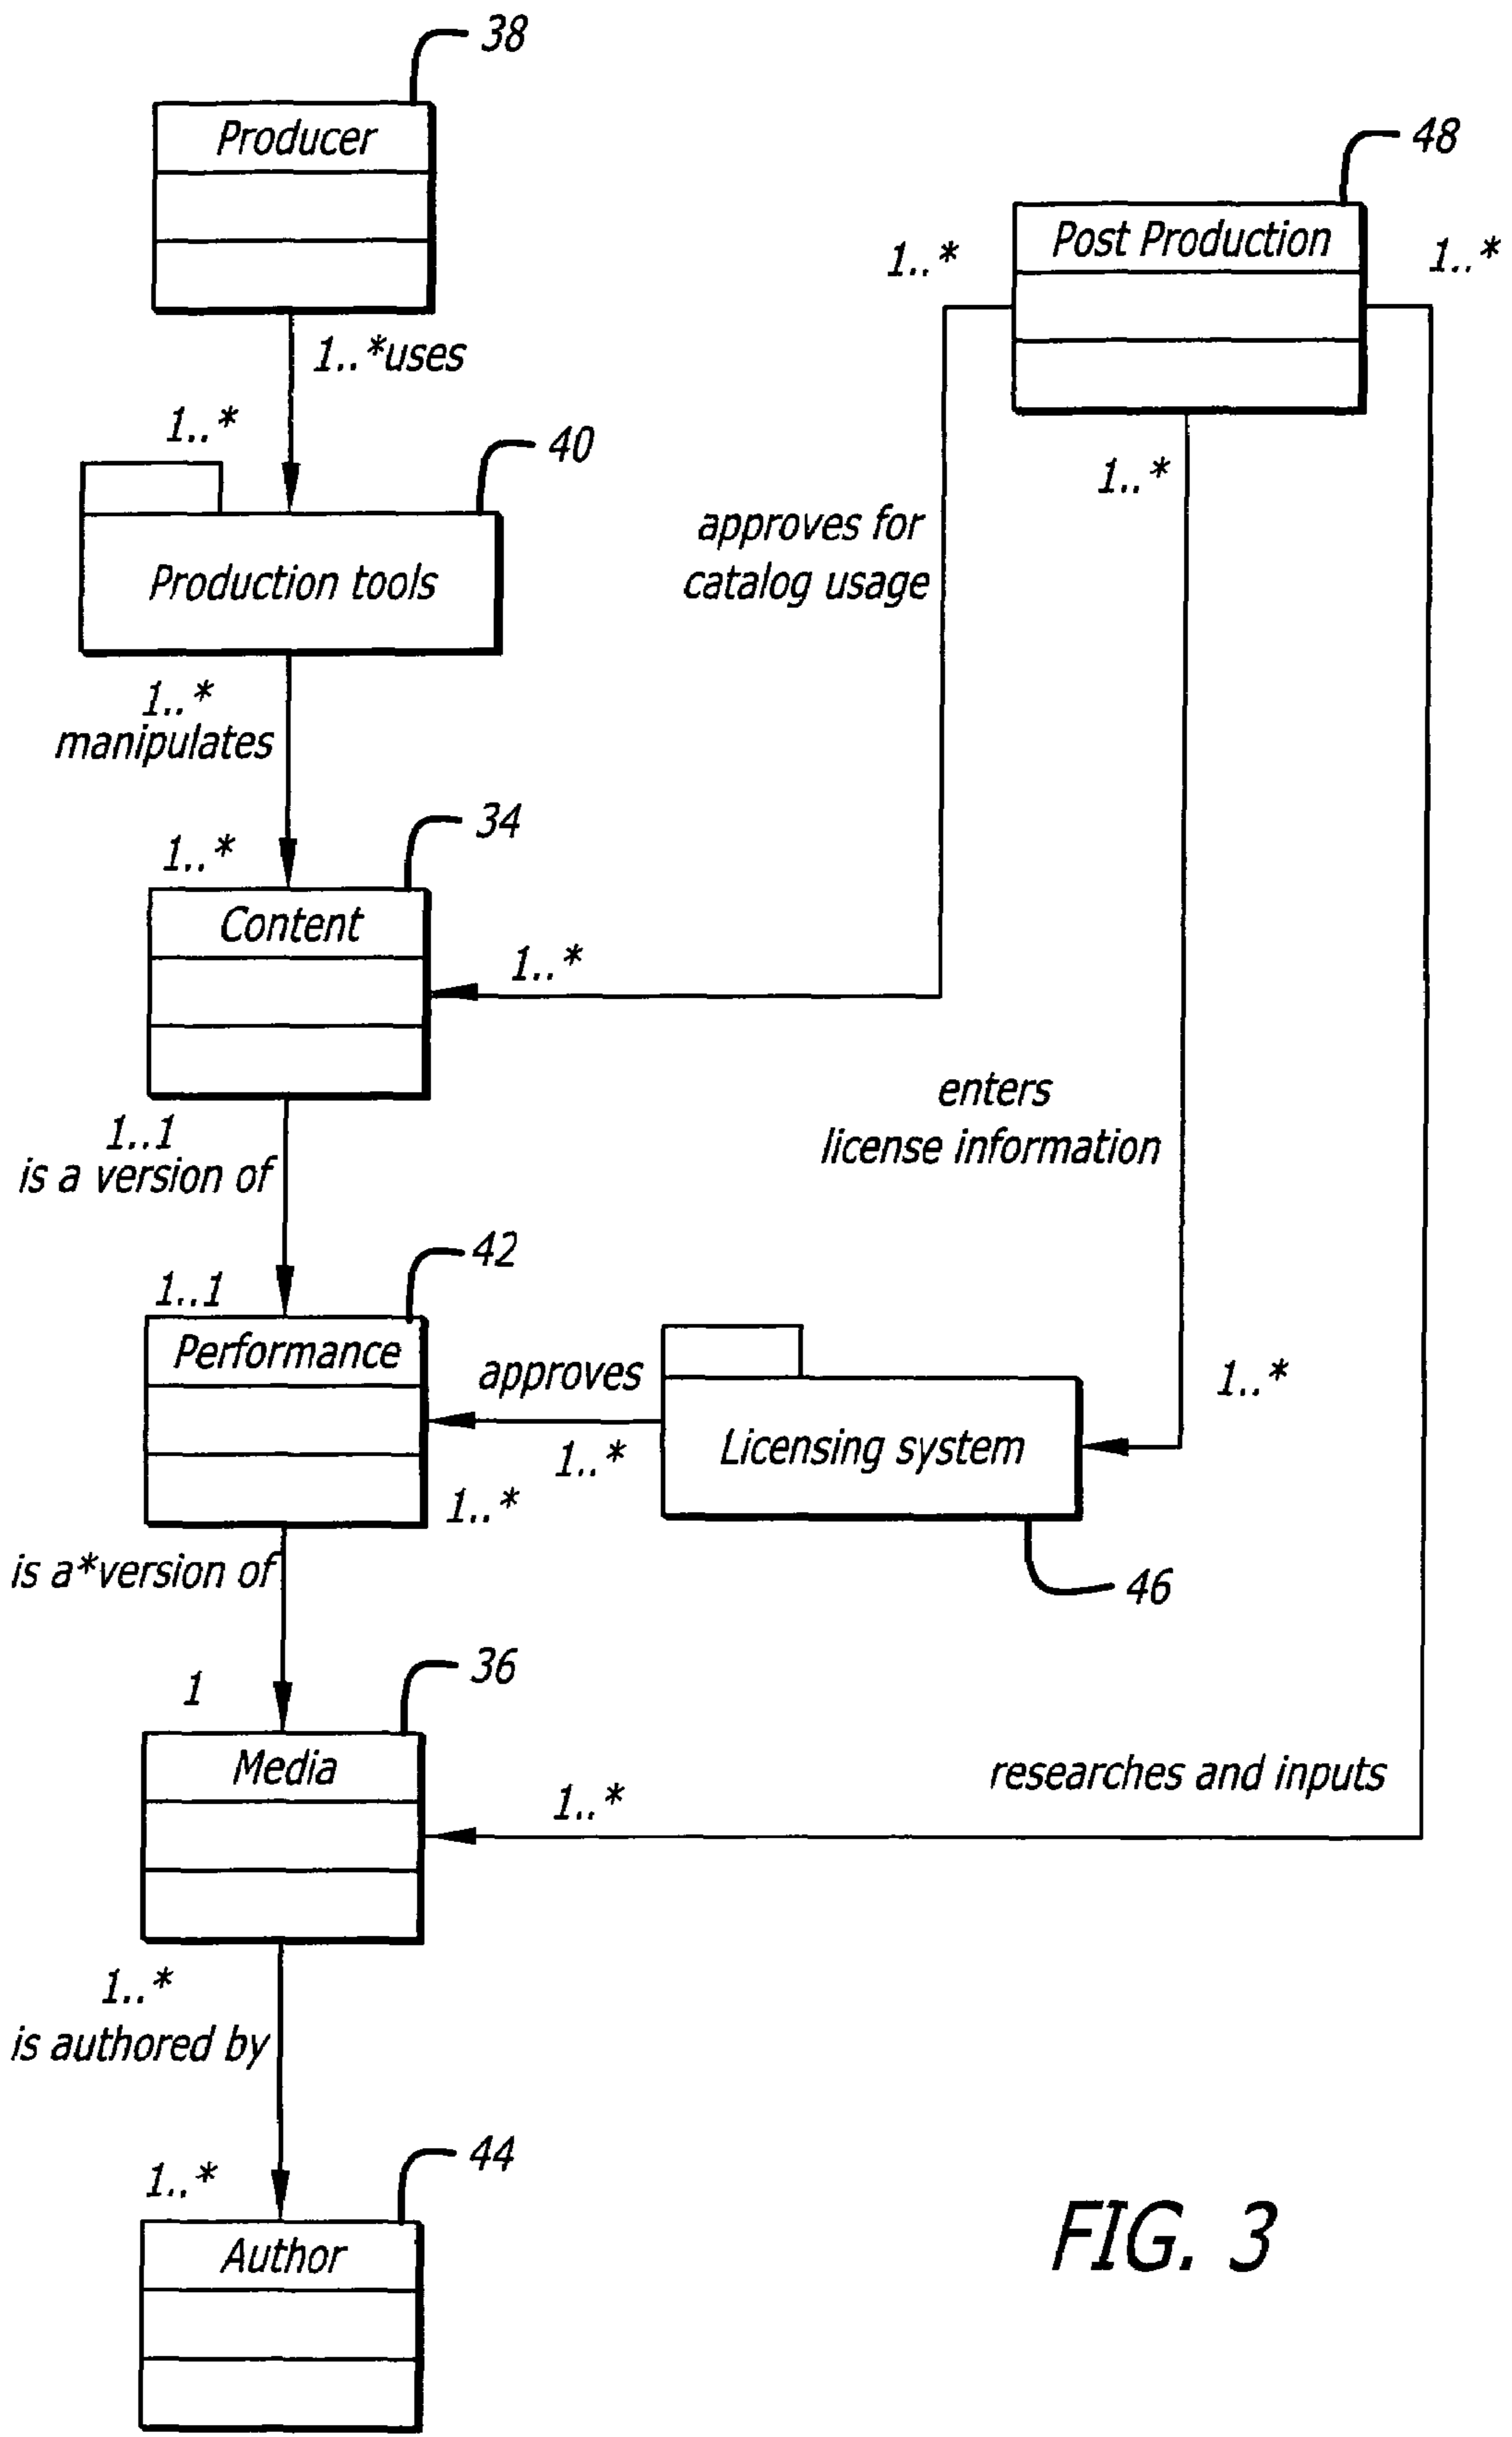 38
Producer
48
Post Production
1..*
1..*
1..*uses
1..*
40
1..*
Production tools
approves for
catalog usage
1..*
manipulates
34
1..*
Content
1..*
enters
license information
1..1
is a version of
42
1..1
Performance
approves
1..*
1..*
Licensing system
1..*
is a*version of
46
36
1
Media
1..*
researches and inputs
1..*
is authored by
44
1..*
Author
FIG. 3